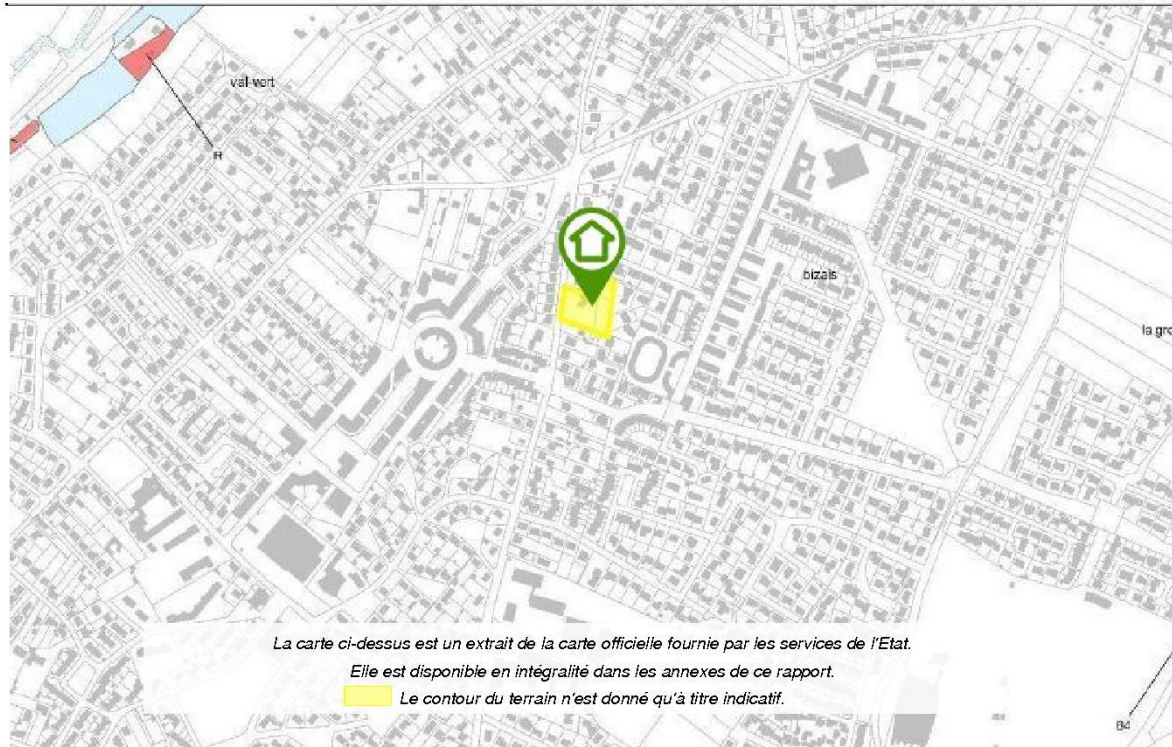 val-vert
R
bizais
la gro
La carte ci-dessus est un extrait de la carte officielle fournie par les services de l'Etat.
Elle est disponible en intégralité dans les annexes de ce rapport.
Le contour du terrain n'est donné qu'à titre indicatif.
B4